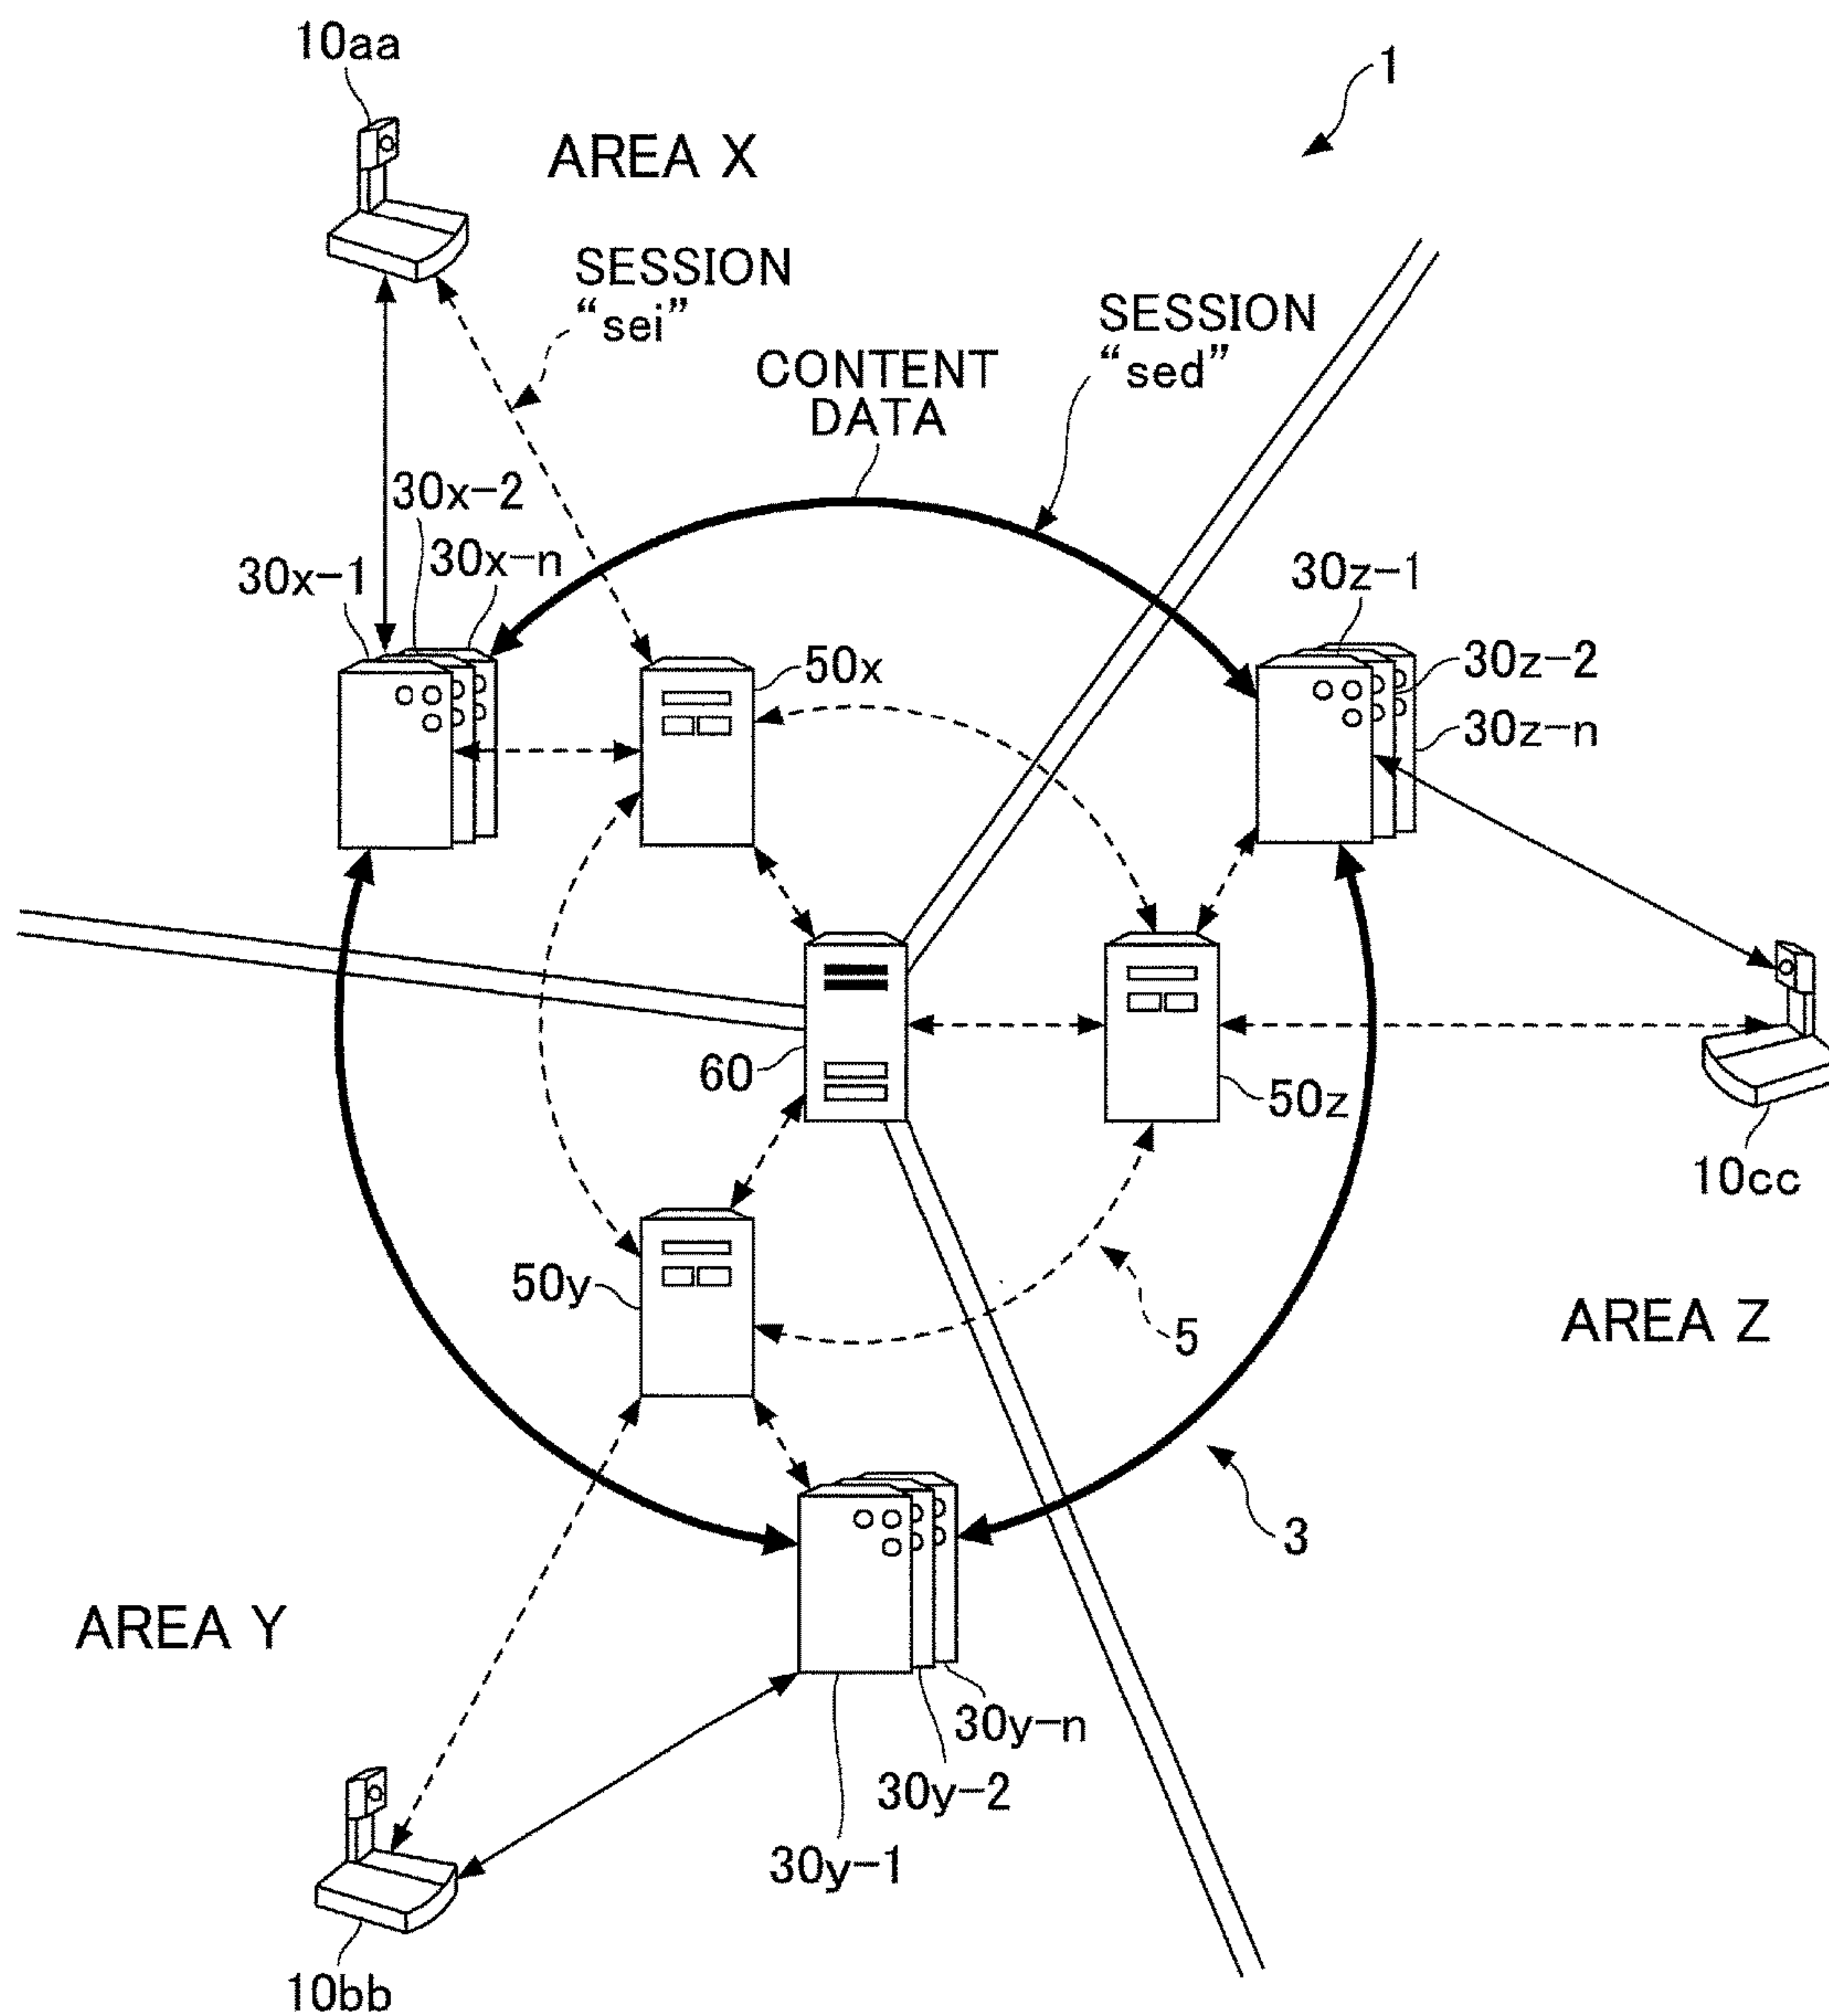 10aa
1
AREA X
SESSION
“sei”
SESSION
“sed”
CONTENT
DATA
30x-2
30x-n
30x-1
30z-1
50x
30z-2
30z-n
60
50z
10cc
50y
5
AREA Z
3
AREA Y
30y-n
30y-2
30y-1
10bb